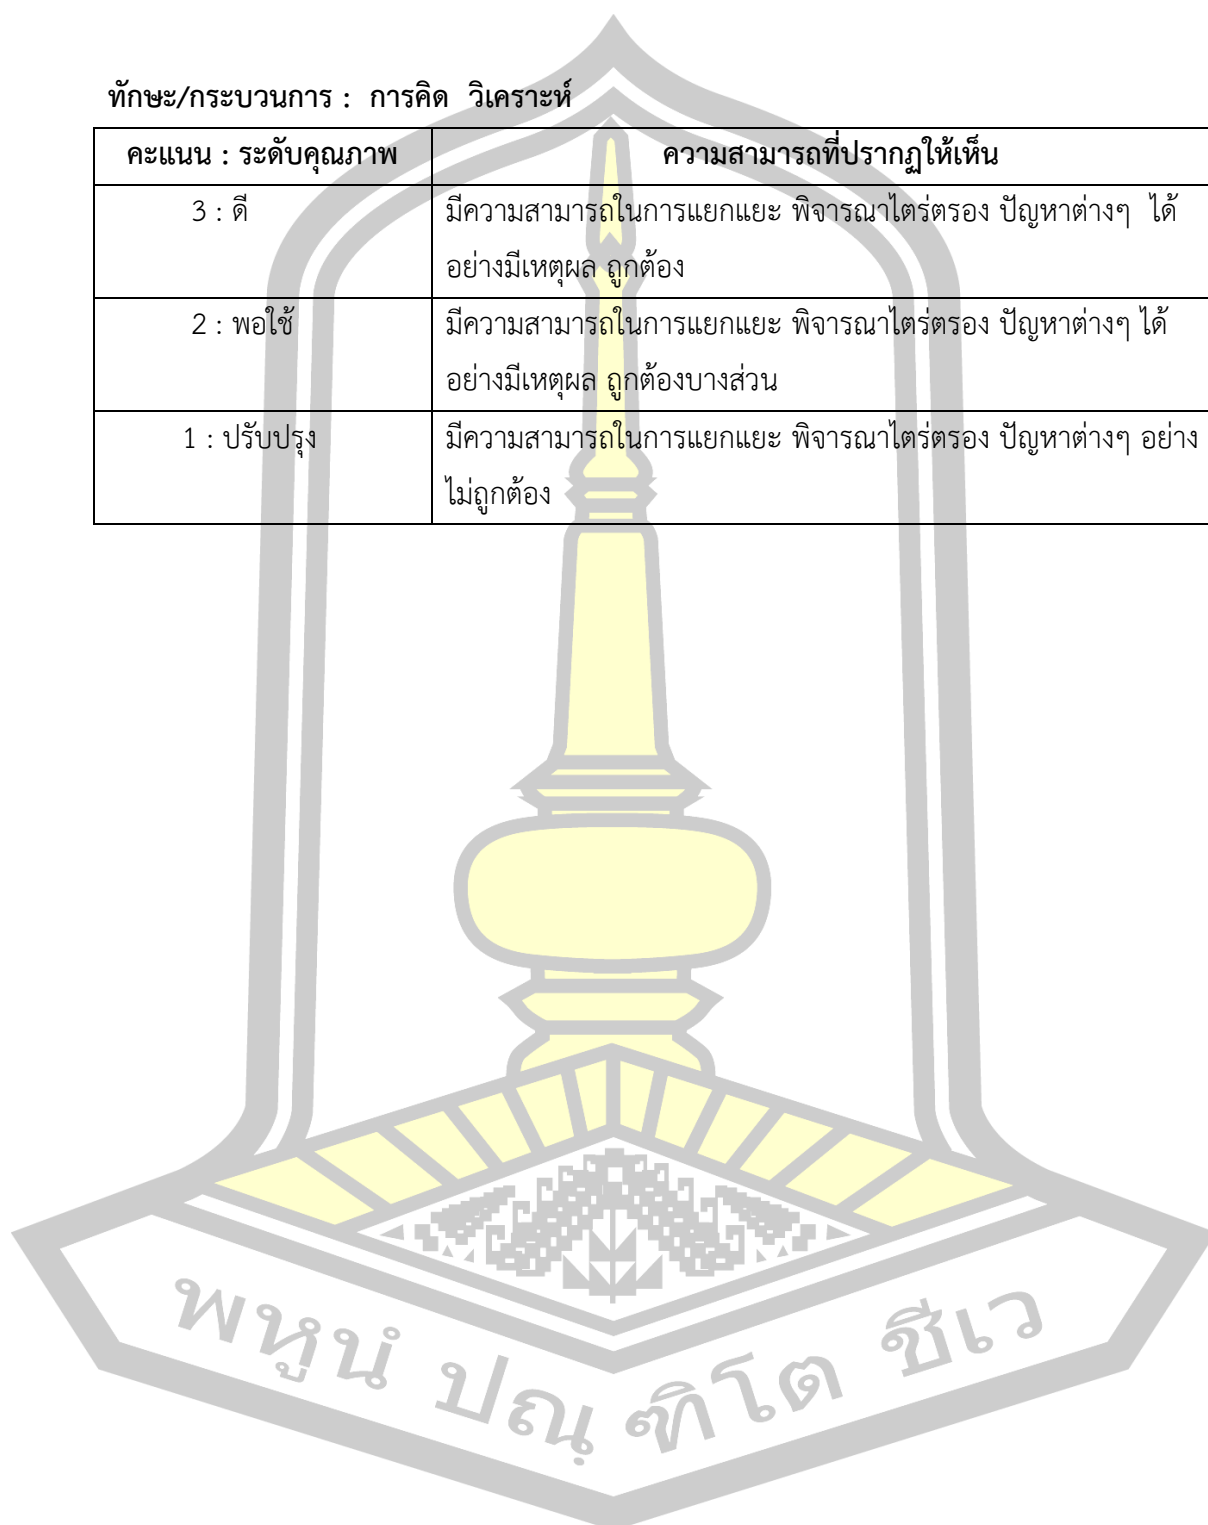 ทักษะ/กระบวนการ :  การคิด  วิเคราะห์
คะแนน : ระดับคุณภาพ ความสามารถที่ปรากฏให้เห็น
3 : ดี มีความสามารถในการแยกแยะ พิจารณาไตร่ตรอง ปัญหาต่างๆ  ได้
อย่างมีเหตุผล ถูกต้อง
2 : พอใช้ มีความสามารถในการแยกแยะ พิจารณาไตร่ตรอง ปัญหาต่างๆ ได้
อย่างมีเหตุผล ถูกต้องบางส่วน
1 : ปรับปรุง มีความสามารถในการแยกแยะ พิจารณาไตร่ตรอง ปัญหาต่างๆ อย่าง
ไม่ถูกต้อง
พหูนํ ปณฺฑิโต ชีเว